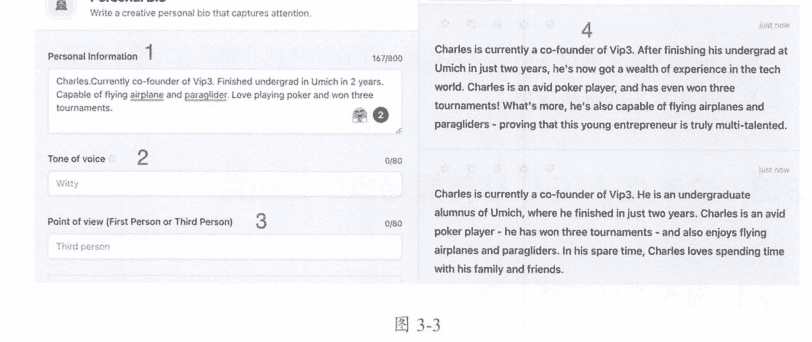 Write a creative personal bio that captures attention.
Personal Information 1 167/800
Charles.Currently co-founder of Vip3. Finished undergrad in Umich in 2 years.
Capable of flying airplane and paraglider. Love playing poker and won three
tournaments.
2
Tone of voice 2 0/80
Witty
Point of view (First Person or Third Person) 3 0/80
Third person
4 just now
Charles is currently a co-founder of Vip3. After finishing his undergrad at
Umich in just two years, he's now got a wealth of experience in the tech
world. Charles is an avid poker player, and has even won three
tournaments! What's more, he's also capable of flying airplanes and
paragliders - proving that this young entrepreneur is truly multi-talented.
just now
Charles is currently a co-founder of Vip3. He is an undergraduate
alumnus of Umich, where he finished in just two years. Charles is an avid
poker player - he has won three tournaments - and also enjoys flying
airplanes and paragliders. In his spare time, Charles loves spending time
with his family and friends.
图 3-3